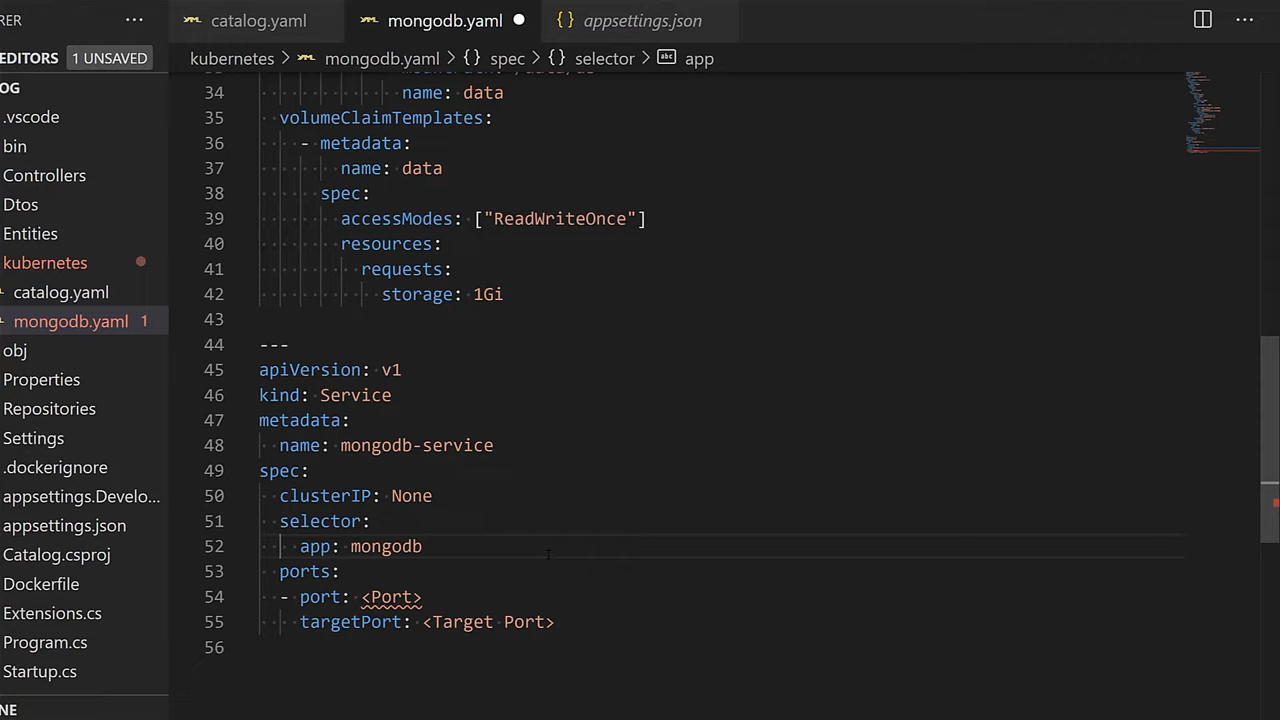 RER
···
catalog.yaml
mongodb.yaml
{} appsettings.json
···
EDITORS
1 UNSAVED
kubernetes > mongodb.yaml > {} spec > {} selector > abc app
OG
.vscode
bin
Controllers
Dtos
Entities
kubernetes
catalog.yaml
mongodb.yaml 1
obj
Properties
Repositories
Settings
.dockerignore
appsettings.Develo...
appsettings.json
Catalog.csproj
Dockerfile
Extensions.cs
Program.cs
Startup.cs
NE
34 name: data
35 volumeClaimTemplates:
36 - metadata:
37 name: data
38 spec:
39 accessModes: ["ReadWriteOnce"]
40 resources:
41 requests:
42 storage: 1Gi
43
44 ---
45 apiVersion: v1
46 kind: Service
47 metadata:
48 name: mongodb-service
49 spec:
50 clusterIP: None
51 selector:
52 app: mongodb
53 ports:
54 - port: <Port>
55 targetPort: <Target Port>
56